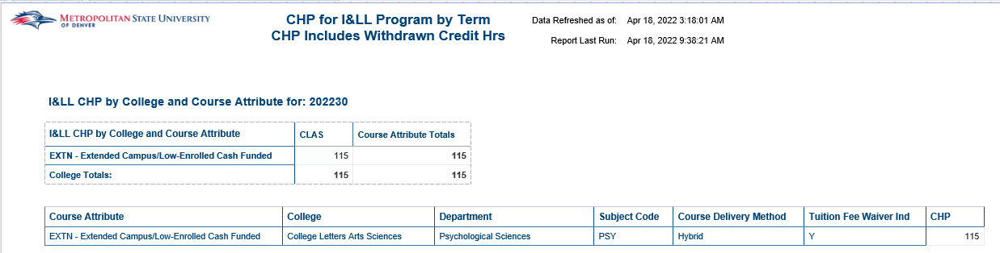 METROPOLITAN STATE UNIVERSITY
OF DENVER
CHP for I&LL Program by Term
CHP Includes Withdrawn Credit Hrs
Data Refreshed as of: Apr 18, 2022 3:18:01 AM
Report Last Run: Apr 18, 2022 9:38:21 AM
I&LL CHP by College and Course Attribute for: 202230
I&LL CHP by College and Course Attribute CLAS Course Attribute Totals
EXTN - Extended Campus/Low-Enrolled Cash Funded 115 115
College Totals: 115 115
Course Attribute College Department Subject Code Course Delivery Method Tuition Fee Waiver Ind CHP
EXTN - Extended Campus/Low-Enrolled Cash Funded College Letters Arts Sciences Psychological Sciences PSY Hybrid Y 115